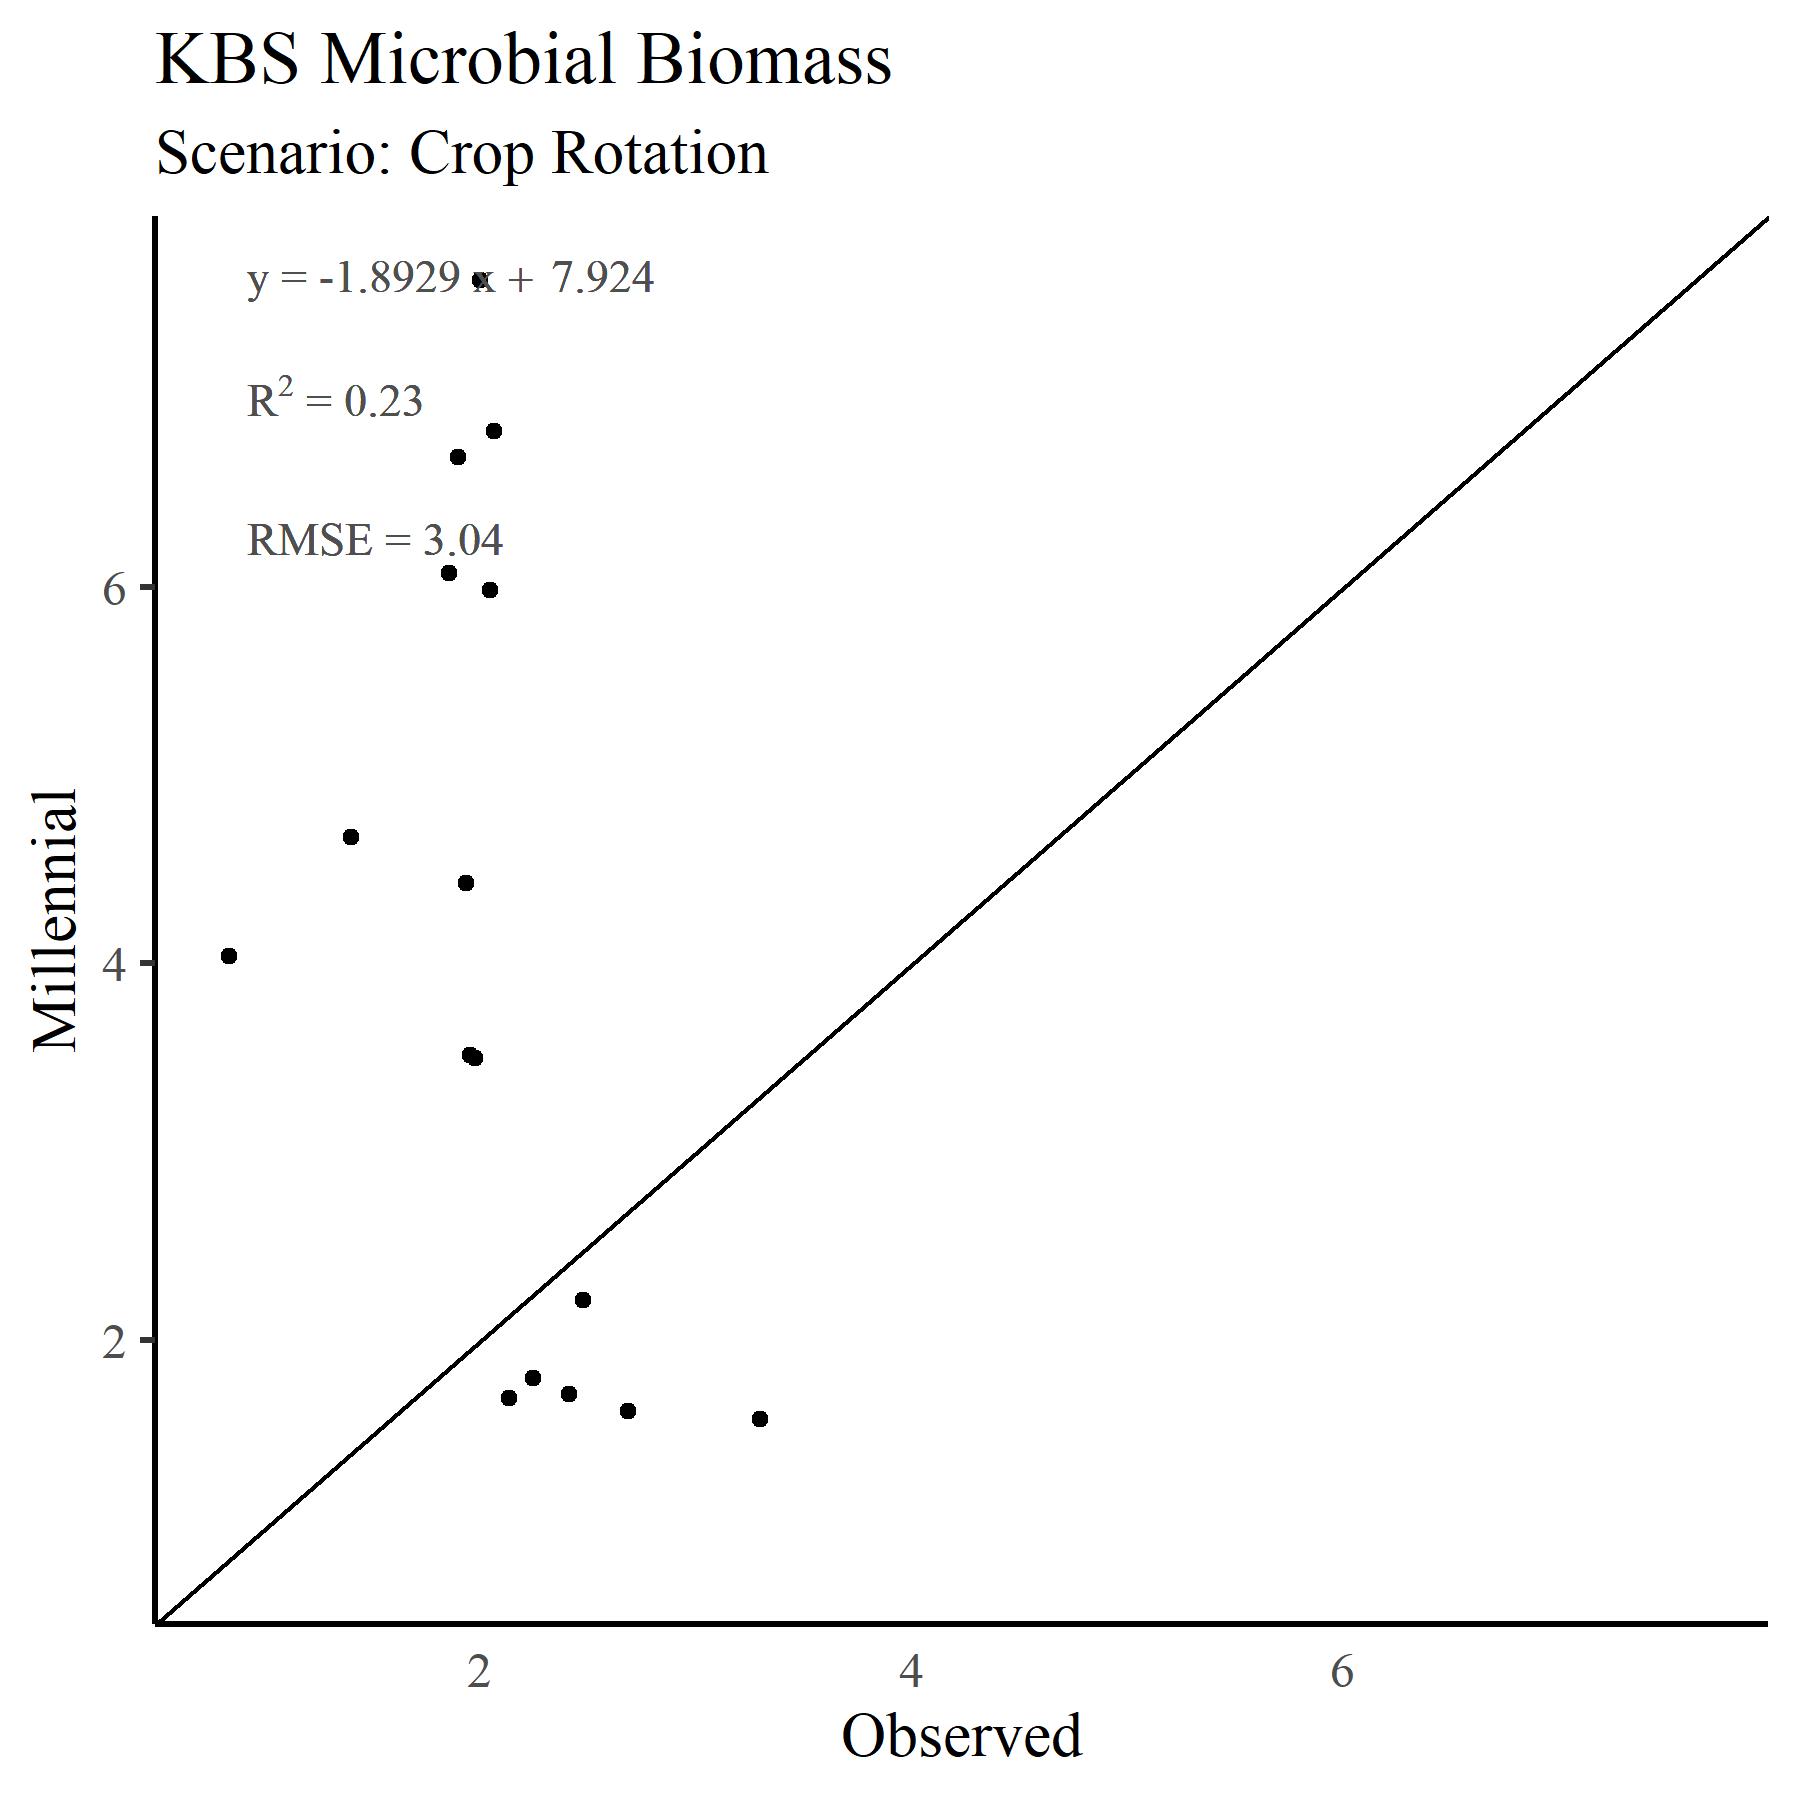 KBS Microbial Biomass
Scenario: Crop Rotation
y = -1.8929 x + 7.924
R² = 0.23
RMSE = 3.04
6
4
2
Millennial
2 4 6
Observed